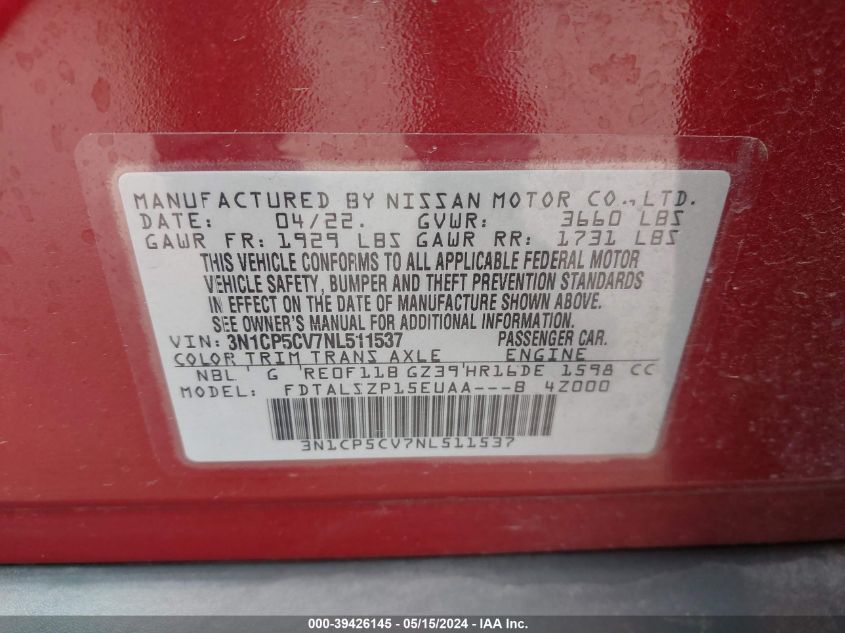 MANUFACTURED BY NISSAN MOTOR CO., LTD.
DATE: 04/22. GVWR: 3660 LBS
GAWR FR: 1929 LBS GAWR RR: 1731 LBS
THIS VEHICLE CONFORMS TO ALL APPLICABLE FEDERAL MOTOR
VEHICLE SAFETY, BUMPER AND THEFT PREVENTION STANDARDS
IN EFFECT ON THE DATE OF MANUFACTURE SHOWN ABOVE.
SEE OWNER'S MANUAL FOR ADDITIONAL INFORMATION.
VIN: 3N1CP5CV7NL511537 PASSENGER CAR.
COLOR TRIM TRANS AXLE ENGINE
NBL ' G 'RE0F11B GZ39'HR16DE 1598 CC
MODEL: FDTALSZP15EUAA---B 4Z000
3N1CP5CV7NL511537
000-39426145 - 05/15/2024 - IAA Inc.